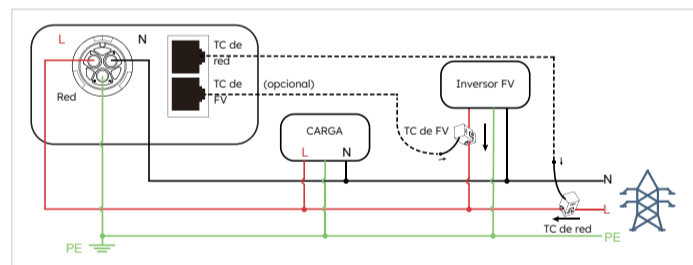 L
N
TC de
red
TC de
FV
(opcional)
Red
Inversor FV
CARGA
TC de FV
L
N
N
L
TC de red
PE
PE